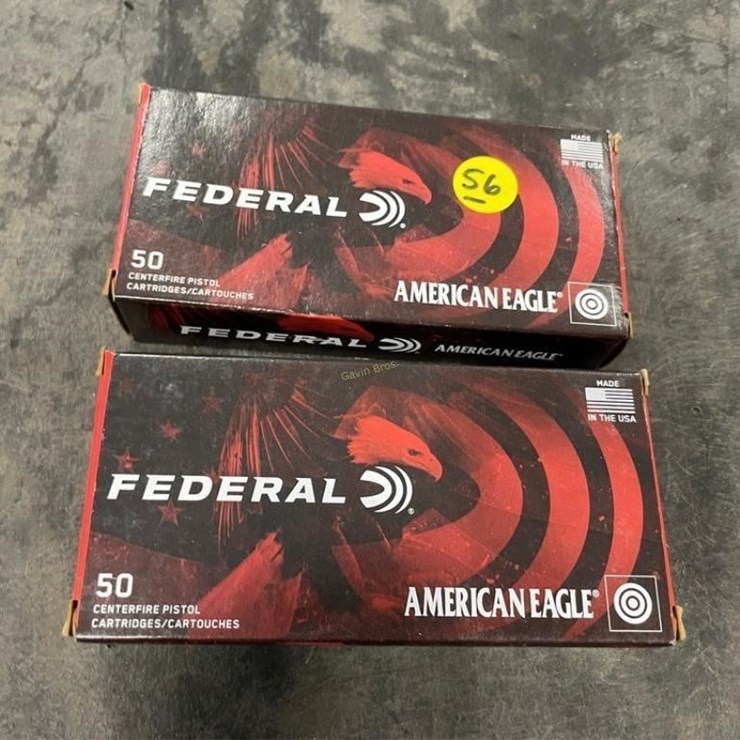 MADE
IN THE USA
56
FEDERAL
50
CENTERFIRE PISTOL
CARTRIDGES/CARTOUCHES
AMERICAN EAGLE®
FEDERAL AMERICAN EAGLE®
Gavin Bros.
MADE
IN THE USA
FEDERAL®
50
CENTERFIRE PISTOL
CARTRIDGES/CARTOUCHES
AMERICAN EAGLE®